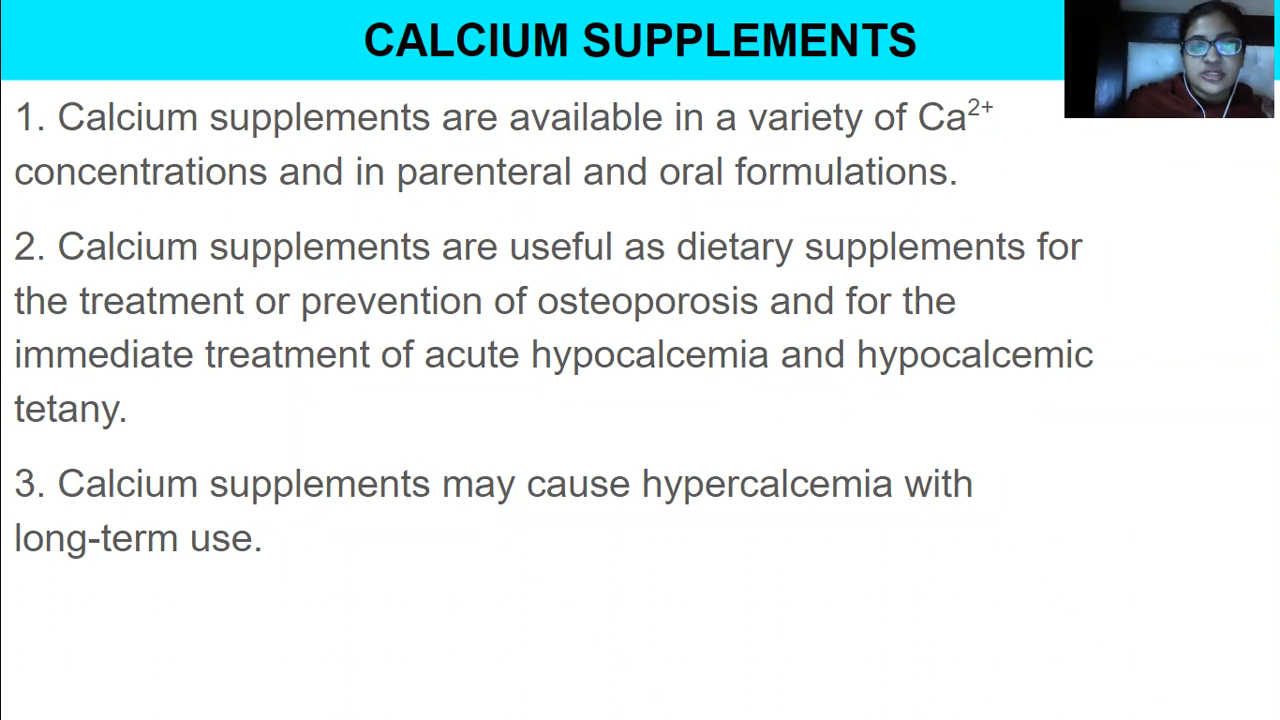 CALCIUM SUPPLEMENTS
1. Calcium supplements are available in a variety of Ca²⁺
concentrations and in parenteral and oral formulations.
2. Calcium supplements are useful as dietary supplements for
the treatment or prevention of osteoporosis and for the
immediate treatment of acute hypocalcemia and hypocalcemic
tetany.
3. Calcium supplements may cause hypercalcemia with
long-term use.